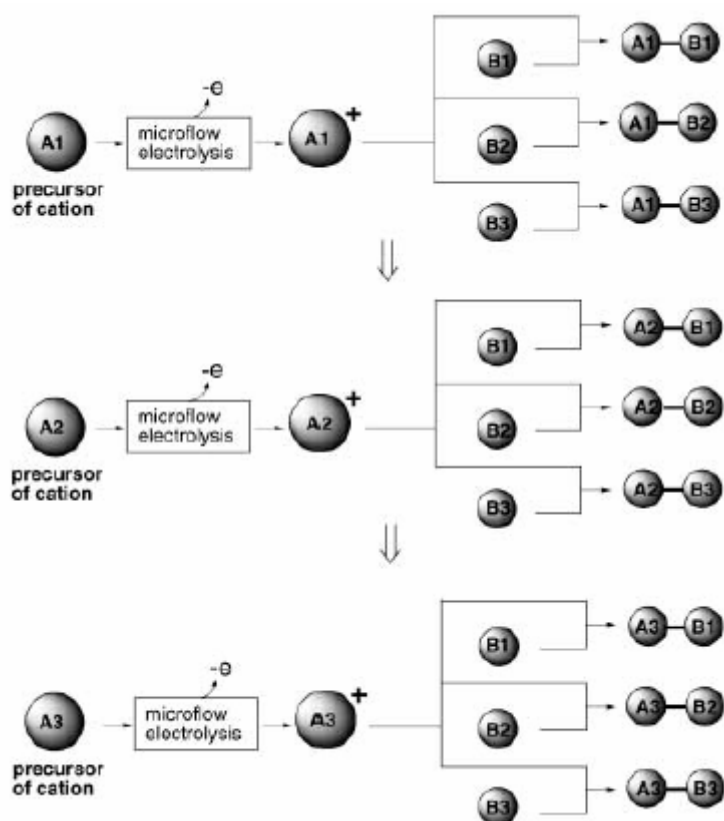 B1
A1 B1
-e
A1
microflow
electrolysis
A1 +
B2
A1 B2
precursor
of cation
B3
A1 B3
B1
A2 B1
-e
A2
microflow
electrolysis
A2 +
B2
A2 B2
precursor
of cation
B3
A2 B3
B1
A3 B1
-e
A3
microflow
electrolysis
A3 +
B2
A3 B2
precursor
of cation
B3
A3 B3